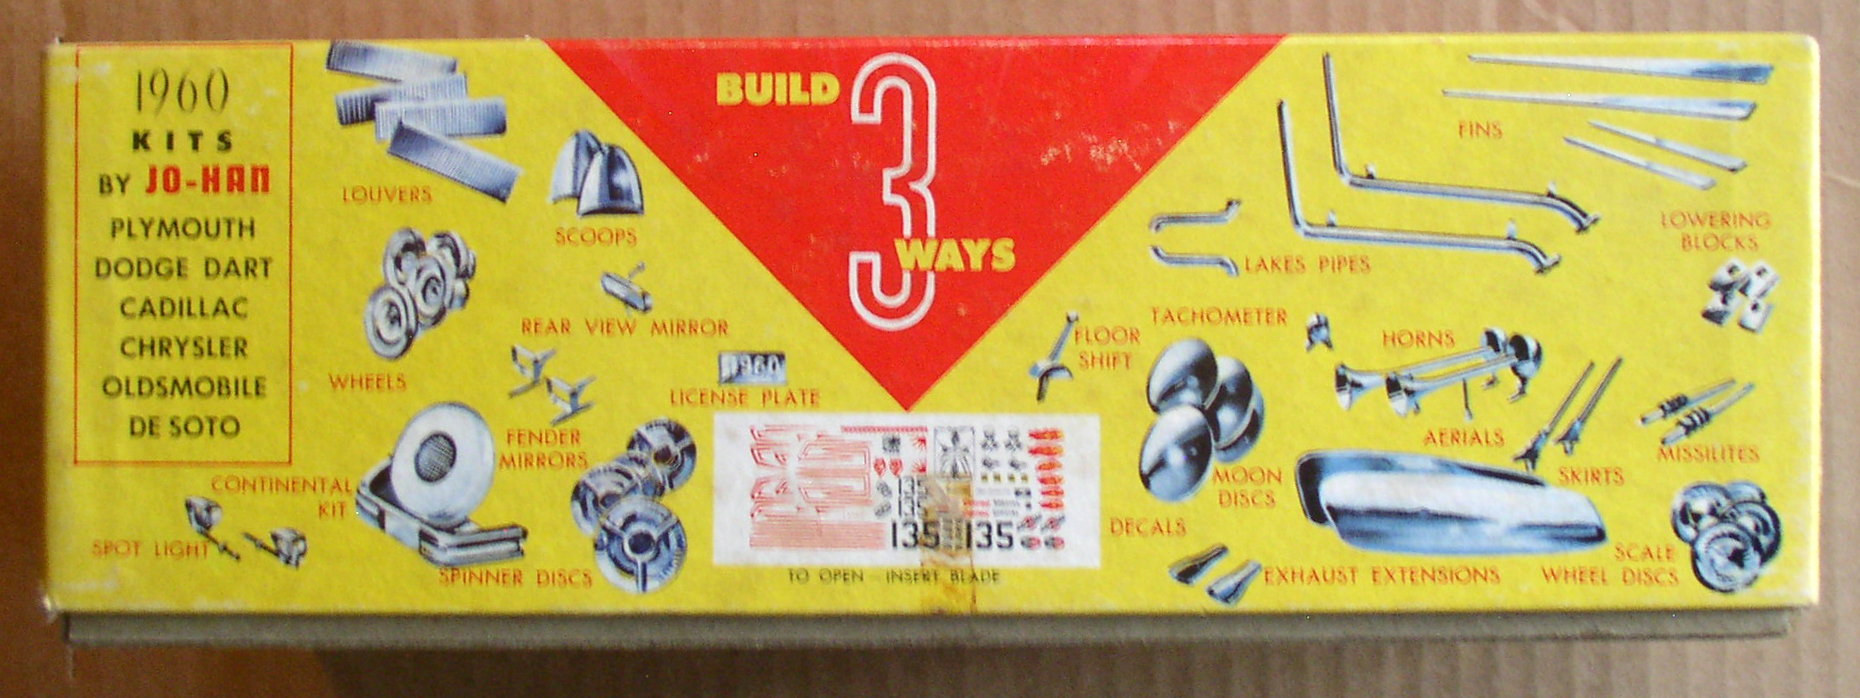 1960
KITS
BY JO-HAN
PLYMOUTH
DODGE DART
CADILLAC
CHRYSLER
OLDSMOBILE
DE SOTO
LOUVERS
SCOOPS
WHEELS
REAR VIEW MIRROR
LICENSE PLATE
1960
FENDER
MIRRORS
CONTINENTAL
KIT
SPOT LIGHT
SPINNER DISCS
BUILD
3
WAYS
135
135
135
135
TO OPEN - INSERT BLADE
DECALS
FINS
LAKES PIPES
LOWERING
BLOCKS
FLOOR
SHIFT
TACHOMETER
HORNS
AERIALS
MISSILITES
MOON
DISCS
SKIRTS
EXHAUST EXTENSIONS
SCALE
WHEEL DISCS